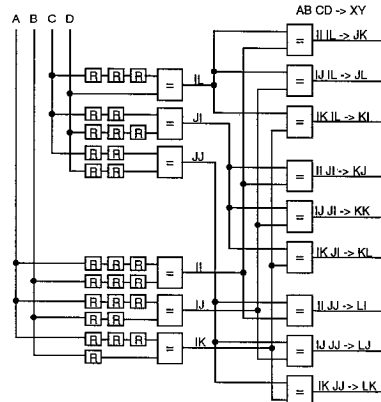 AB CD -> XY
A B C D
II IL -> JK
R R R = IL
= IJ IL -> JL
R R = JI
R R R
= IK IL -> KI
R R = JJ
R R
= II JI -> KJ
= IJ JI -> KK
= IK JI -> KL
R R R = II
R R
R R R = IJ
R R
= II JJ -> LI
R R R = IK
R
= IJ JJ -> LJ
= IK JJ -> LK